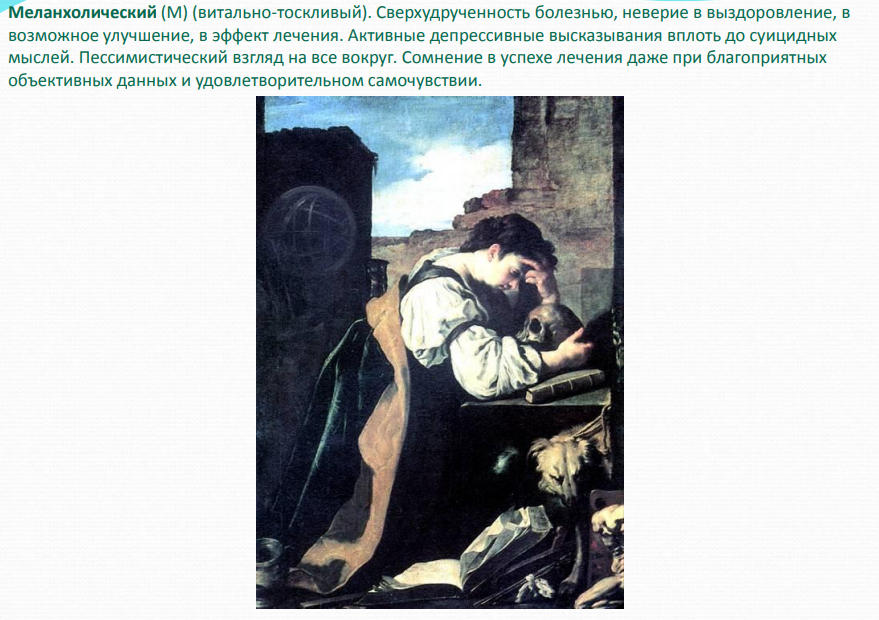 Меланхолический (М) (витально-тоскливый). Сверхудрученность болезнью, неверие в выздоровление, в
возможное улучшение, в эффект лечения. Активные депрессивные высказывания вплоть до суицидных
мыслей. Пессимистический взгляд на все вокруг. Сомнение в успехе лечения даже при благоприятных
объективных данных и удовлетворительном самочувствии.